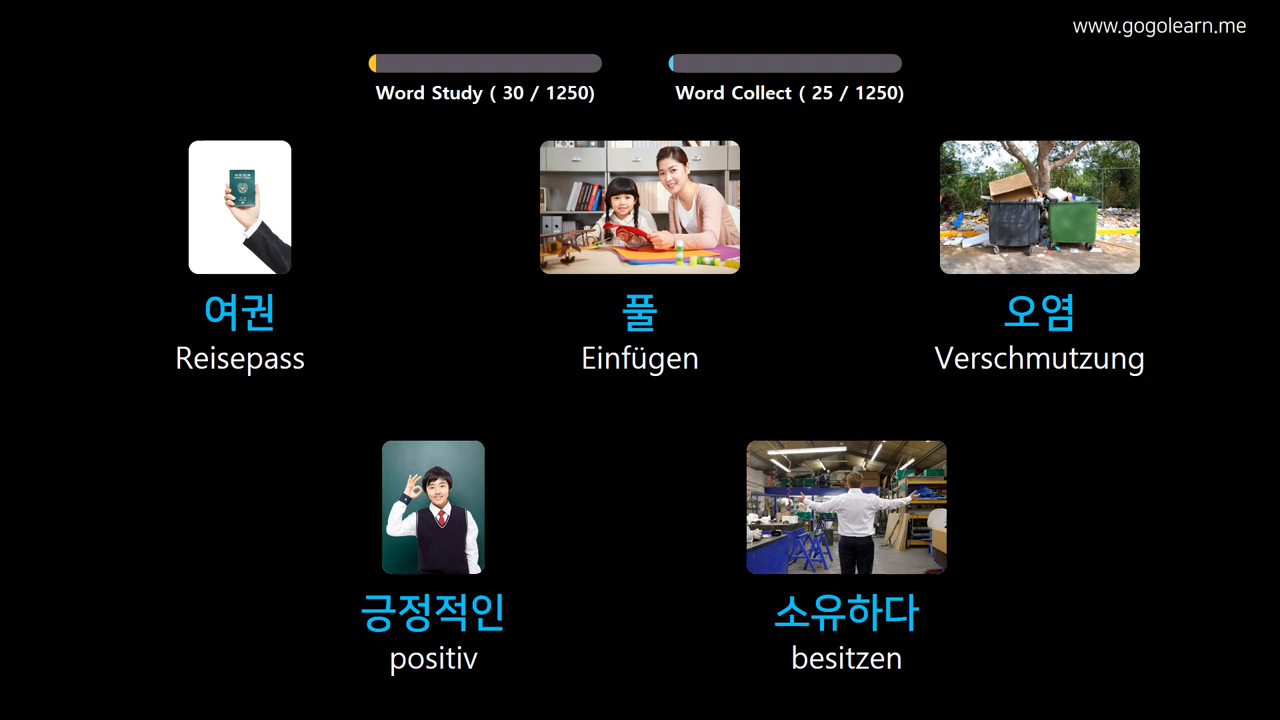 www.gogolearn.me
Word Study ( 30 / 1250)
Word Collect ( 25 / 1250)
여권
Reisepass
풀
Einfügen
오염
Verschmutzung
긍정적인
positiv
소유하다
besitzen